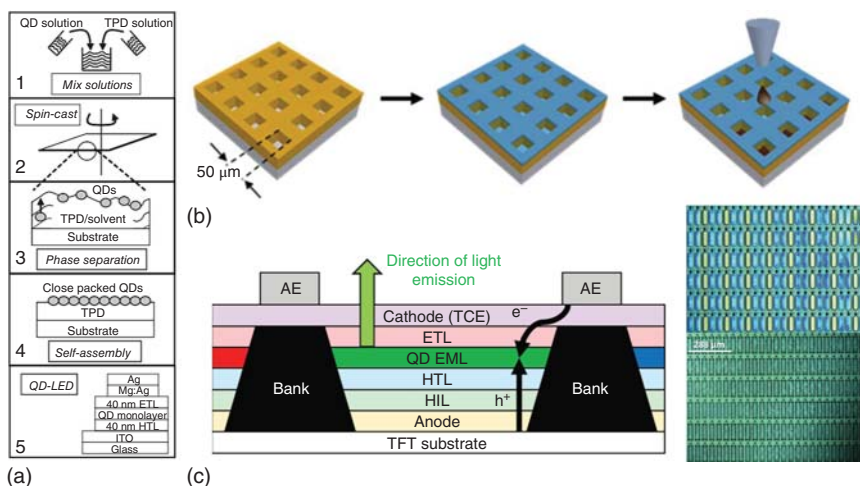 (a)
QD solution TPD solution
1
Mix solutions
Spin-cast
2
QDs
TPD/solvent
Substrate
3
Phase separation
Close packed QDs
TPD
Substrate
4
Self-assembly
QD-LED
Ag
Mg:Ag
40 nm ETL
QD monolayer
40 nm HTL
ITO
5
Glass
(b)
50 μm
(c)
Direction of light
emission
AE
AE
Cathode (TCE)
e⁻
ETL
QD EML
HTL
HIL
h⁺
Anode
Bank
Bank
TFT substrate
288 μm